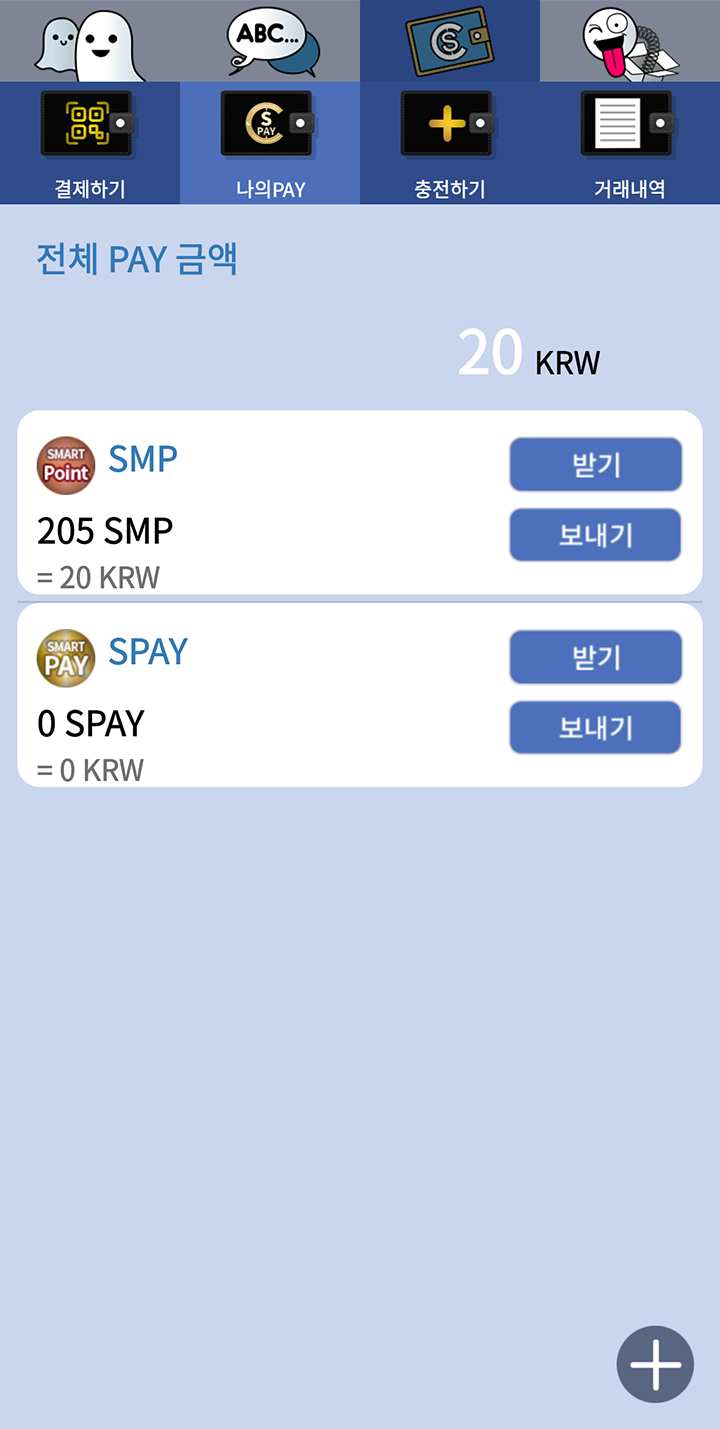 ABC...
S
PAY
결제하기
나의PAY
충전하기
거래내역
전체 PAY 금액
20 KRW
SMART
Point
SMP
받기
205 SMP
보내기
= 20 KRW
SMART
PAY
SPAY
받기
0 SPAY
보내기
= 0 KRW